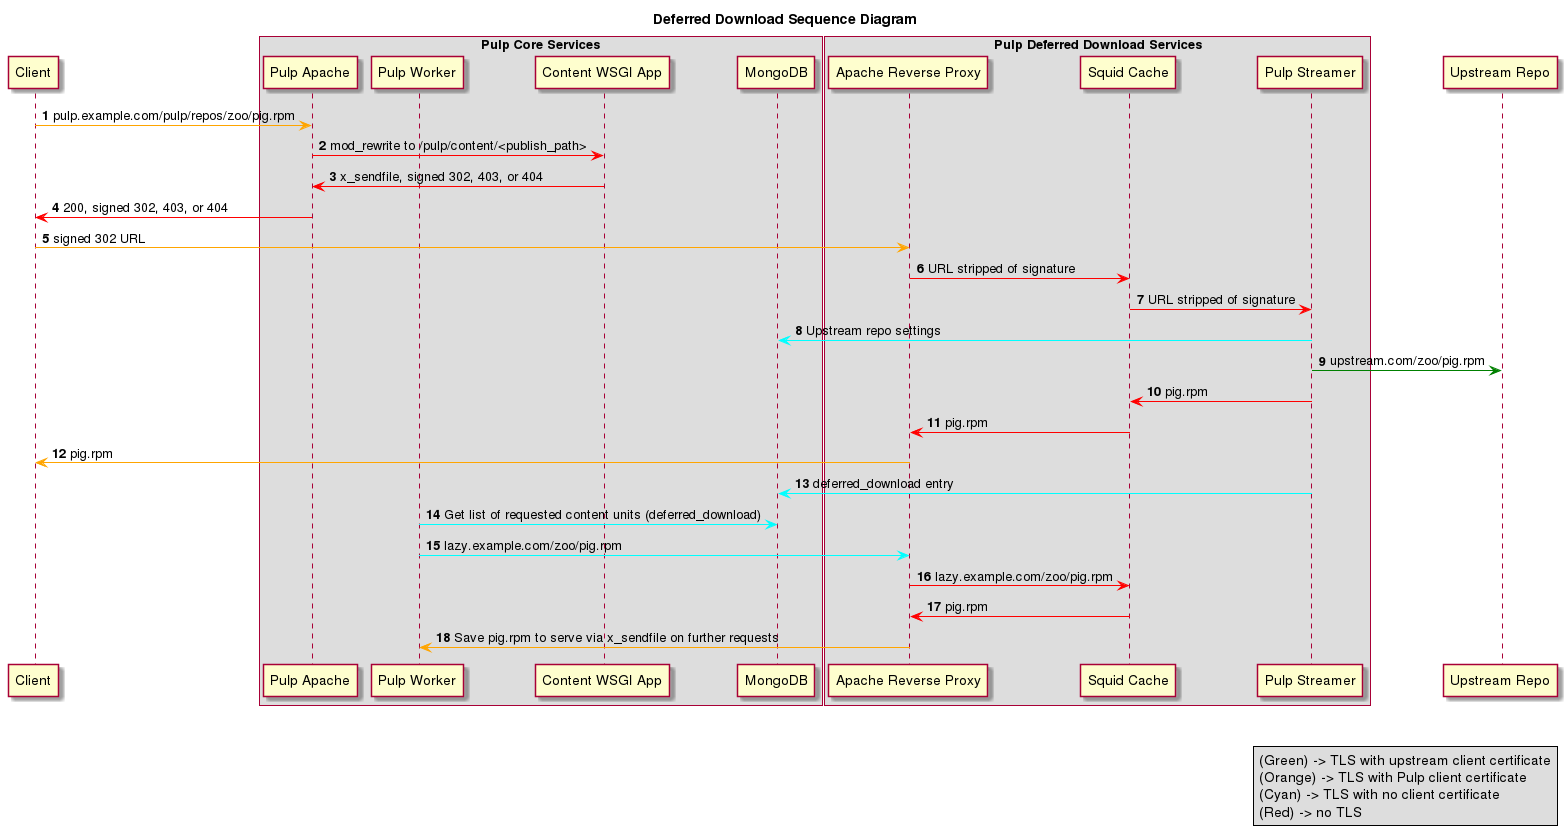 Deferred Download Sequence Diagram
Pulp Core Services
Pulp Deferred Download Services
Client
Pulp Apache
Pulp Worker
Content WSGI App
MongoDB
Apache Reverse Proxy
Squid Cache
Pulp Streamer
Upstream Repo
1 pulp.example.com/pulp/repos/zoo/pig.rpm
2 mod_rewrite to /pulp/content/<publish_path>
3 x_sendfile, signed 302, 403, or 404
4 200, signed 302, 403, or 404
5 signed 302 URL
6 URL stripped of signature
7 URL stripped of signature
8 Upstream repo settings
9 upstream.com/zoo/pig.rpm
10 pig.rpm
11 pig.rpm
12 pig.rpm
13 deferred_download entry
14 Get list of requested content units (deferred_download)
15 lazy.example.com/zoo/pig.rpm
16 lazy.example.com/zoo/pig.rpm
17 pig.rpm
18 Save pig.rpm to serve via x_sendfile on further requests
Client
Pulp Apache
Pulp Worker
Content WSGI App
MongoDB
Apache Reverse Proxy
Squid Cache
Pulp Streamer
Upstream Repo
(Green) -> TLS with upstream client certificate
(Orange) -> TLS with Pulp client certificate
(Cyan) -> TLS with no client certificate
(Red) -> no TLS